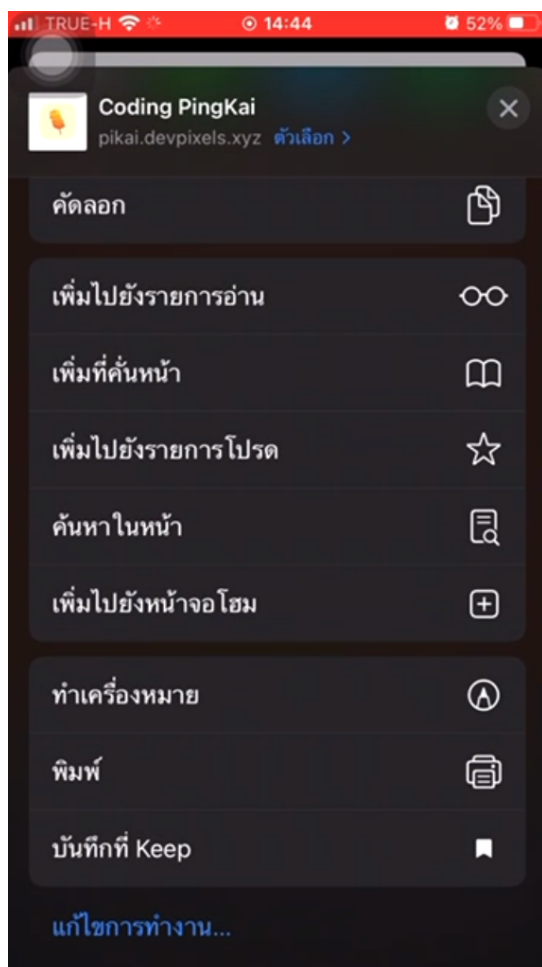 TRUE-H 14:44 52%
Coding PingKai
pikai.devpixels.xyz ตัวเลือก >
คัดลอก
เพิ่มไปยังรายการอ่าน
เพิ่มที่คั่นหน้า
เพิ่มไปยังรายการโปรด
ค้นหาในหน้า
เพิ่มไปยังหน้าจอโฮม
ทำเครื่องหมาย
พิมพ์
บันทึกที่ Keep
แก้ไขการทำงาน...